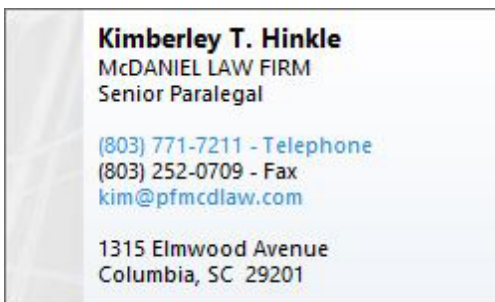 Kimberley T. Hinkle
McDANIEL LAW FIRM
Senior Paralegal
(803) 771-7211 - Telephone
(803) 252-0709 - Fax
kim@pfmcdlaw.com
1315 Elmwood Avenue
Columbia, SC  29201